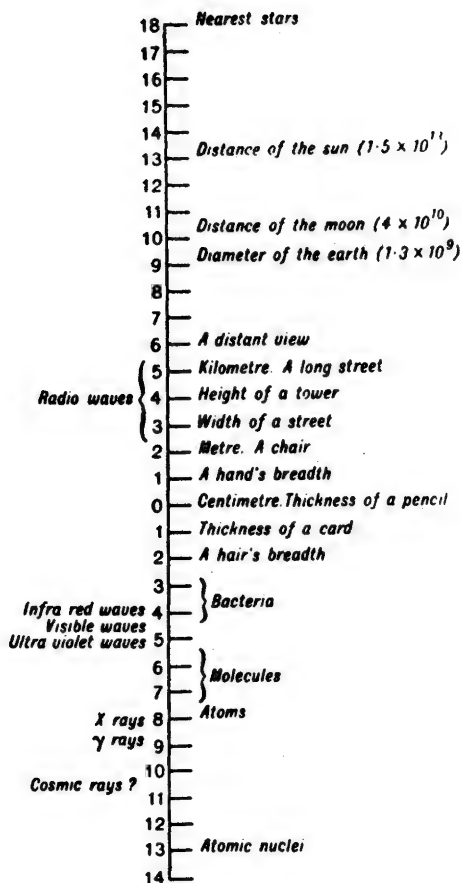 18 Nearest stars
17
16
15
14
13 Distance of the sun (1·5 × 10¹³)
12
11
10 Distance of the moon (4 × 10¹⁰)
9 Diameter of the earth (1·3 × 10⁹)
8
7
6 A distant view
5 Kilometre. A long street
Radio waves 4 Height of a tower
3 Width of a street
2 Metre. A chair
1 A hand's breadth
0 Centimetre. Thickness of a pencil
1 Thickness of a card
2 A hair's breadth
3
Bacteria
Infra red waves 4
Visible waves
Ultra violet waves 5
6
Molecules
7
X rays 8 Atoms
γ rays 9
10
Cosmic rays ?
11
12
13 Atomic nuclei
14